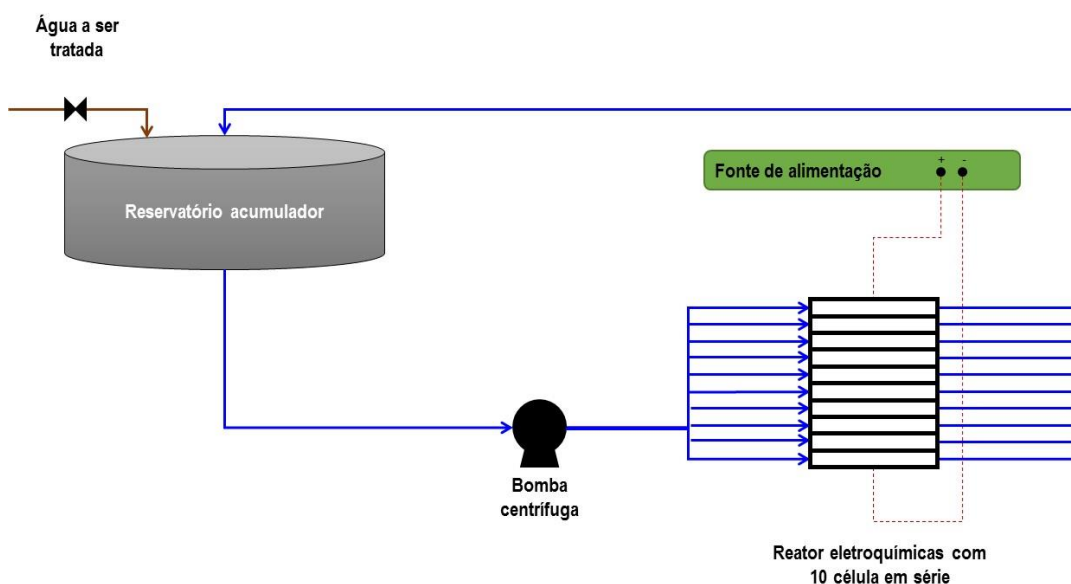 Água a ser
tratada
Fonte de alimentação
+ -
Reservatório acumulador
Bomba
centrífuga
Reator eletroquímicas com
10 célula em série